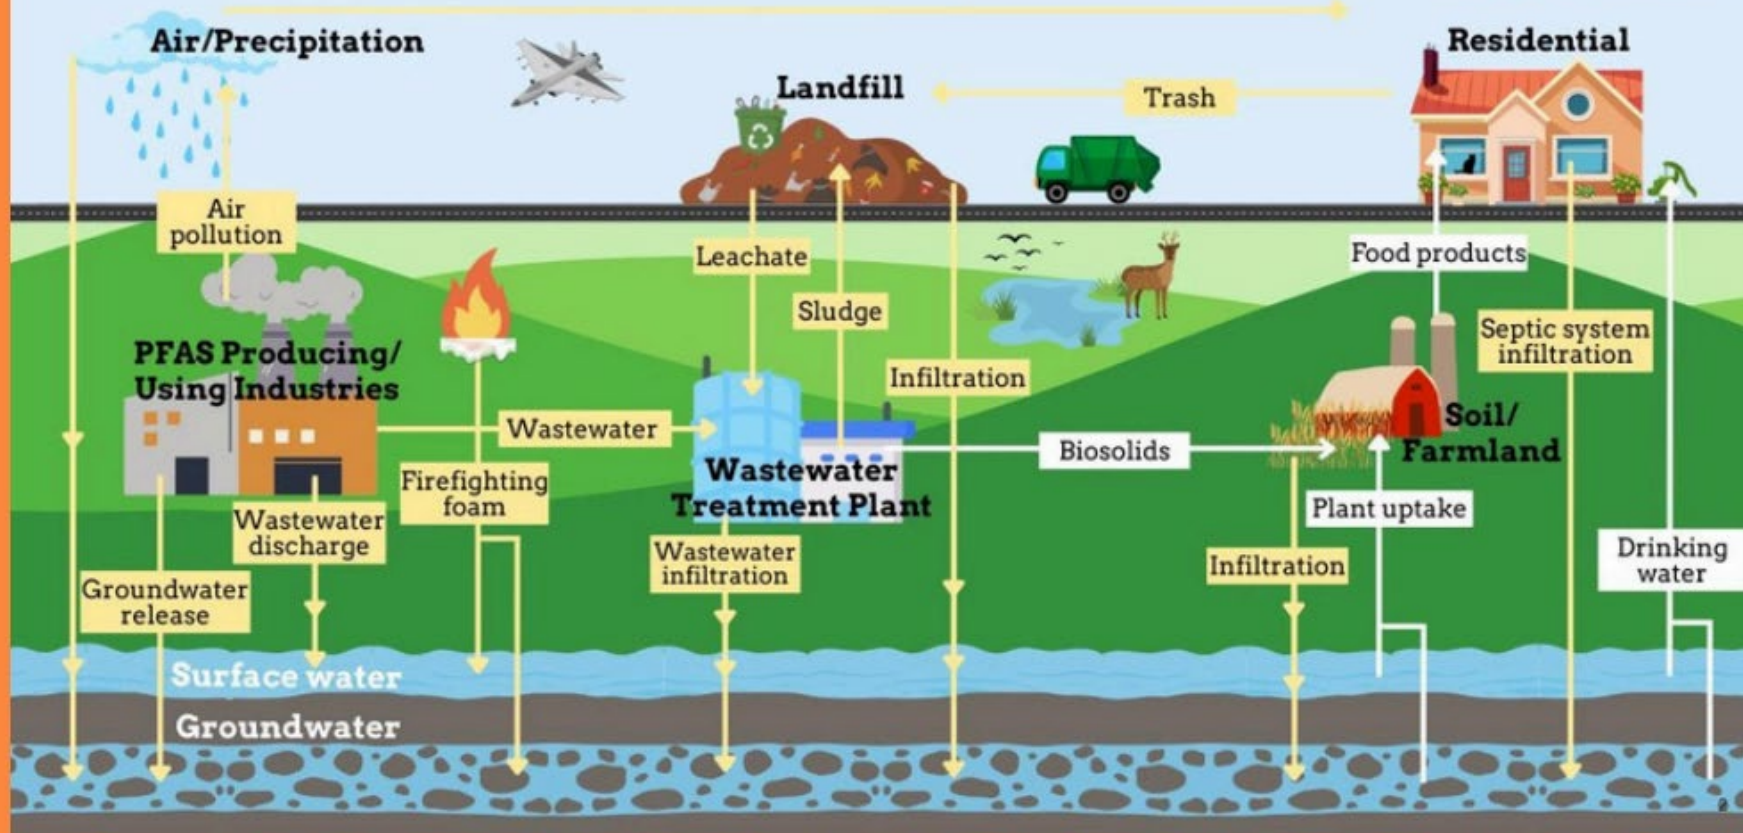 Air/Precipitation
Residential
Landfill
Trash
Air
pollution
Leachate
Food products
Sludge
Septic system
infiltration
PFAS Producing/
Using Industries
Infiltration
Wastewater
Soil/
Farmland
Biosolids
Wastewater
Treatment Plant
Firefighting
foam
Plant uptake
Wastewater
discharge
Wastewater
infiltration
Infiltration
Drinking
water
Groundwater
release
Surface water
Groundwater